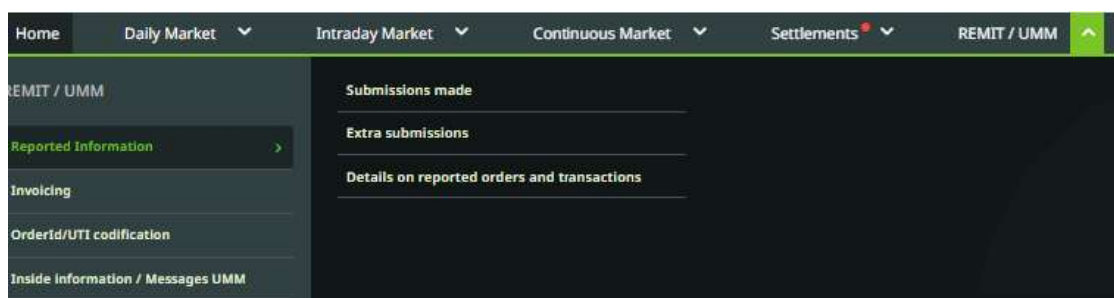 Home Daily Market Intraday Market Continuous Market Settlements REMIT / UMM
REMIT / UMM
Reported Information
Invoicing
OrderId/UTI codification
Inside information / Messages UMM
Submissions made
Extra submissions
Details on reported orders and transactions